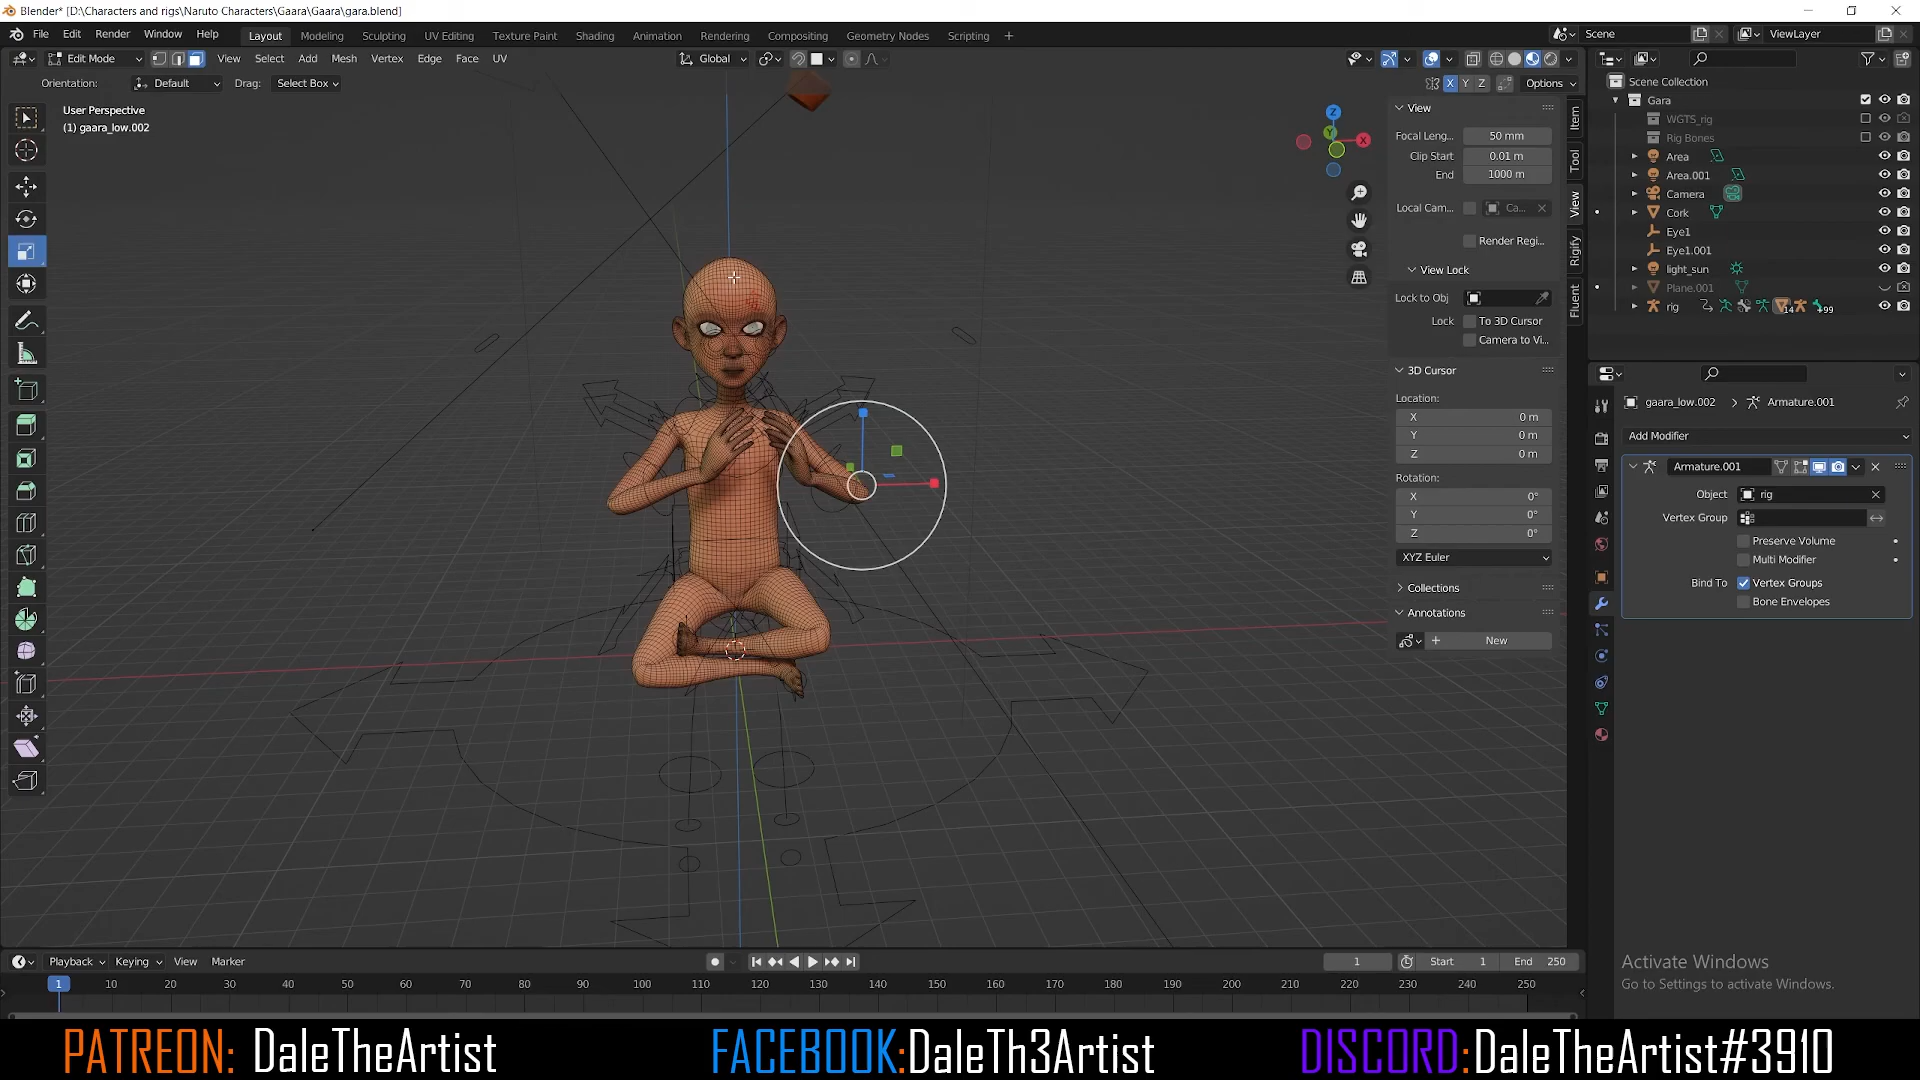 Blender* [D:\Characters and rigs\Naruto Characters\Gaara\Gaara\gara.blend]
File Edit Render Window Help Layout Modeling Sculpting UV Editing Texture Paint Shading Animation Rendering Compositing Geometry Nodes Scripting + Scene ViewLayer
Edit Mode View Select Add Mesh Vertex Edge Face UV Global
Orientation: Default Drag: Select Box X Y Z Options
User Perspective
(1) gaara_low.002
Z
Y
X
View
Focal Leng... 50 mm
Clip Start 0.01 m
End 1000 m
Local Cam... Ca...
Render Regi...
View Lock
Lock to Obj
Lock To 3D Cursor
Camera to Vi...
3D Cursor
Location:
X 0 m
Y 0 m
Z 0 m
Rotation:
X 0°
Y 0°
Z 0°
XYZ Euler
Collections
Annotations
+ New
Item
Tool
View
Rigify
Fluent
Scene Collection
Gara
WGTS_rig
Rig Bones
Area
Area.001
Camera
Cork
Eye1
Eye1.001
light_sun
Plane.001
rig 14 99
gaara_low.002 > Armature.001
Add Modifier
Armature.001
Object rig
Vertex Group
Preserve Volume
Multi Modifier
Bind To Vertex Groups
Bone Envelopes
Activate Windows
Go to Settings to activate Windows.
Playback Keying View Marker 1 Start 1 End 250
1 10 20 30 40 50 60 70 80 90 100 110 120 130 140 150 160 170 180 190 200 210 220 230 240 250
PATREON: DaleTheArtist FACEBOOK:DaleTh3Artist DISCORD:DaleTheArtist#3910